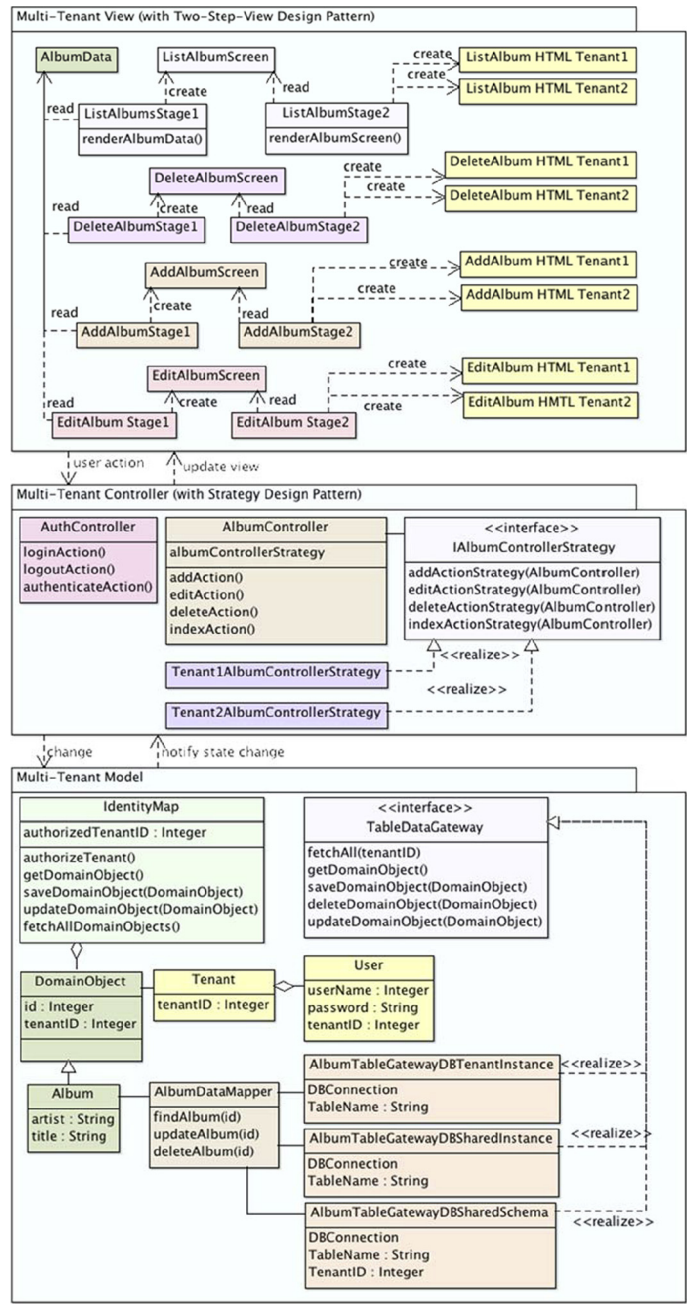 Multi-Tenant View (with Two-Step-View Design Pattern)
AlbumData
ListAlbumScreen
create
ListAlbum HTML Tenant1
create
read
create
read
ListAlbum HTML Tenant2
ListAlbumsStage1
renderAlbumData()
ListAlbumStage2
renderAlbumScreen()
DeleteAlbumScreen
create
DeleteAlbum HTML Tenant1
create
DeleteAlbum HTML Tenant2
read
create
read
DeleteAlbumStage1
DeleteAlbumStage2
AddAlbumScreen
create
AddAlbum HTML Tenant1
create
AddAlbum HTML Tenant2
read
create
read
AddAlbumStage1
AddAlbumStage2
EditAlbumScreen
create
EditAlbum HTML Tenant1
read
create
read
create
EditAlbum HMTL Tenant2
EditAlbum Stage1
EditAlbum Stage2
user action
update view
Multi-Tenant Controller (with Strategy Design Pattern)
AuthController
loginAction()
logoutAction()
authenticateAction()
AlbumController
albumControllerStrategy
addAction()
editAction()
deleteAction()
indexAction()
<<interface>>
IAlbumControllerStrategy
addActionStrategy(AlbumController)
editActionStrategy(AlbumController)
deleteActionStrategy(AlbumController)
indexActionStrategy(AlbumController)
<<realize>>
Tenant1AlbumControllerStrategy
<<realize>>
Tenant2AlbumControllerStrategy
change
notify state change
Multi-Tenant Model
IdentityMap
authorizedTenantID : Integer
authorizeTenant()
getDomainObject()
saveDomainObject(DomainObject)
updateDomainObject(DomainObject)
fetchAllDomainObjects()
<<interface>>
TableDataGateway
fetchAll(tenantID)
getDomainObject()
saveDomainObject(DomainObject)
deleteDomainObject(DomainObject)
updateDomainObject(DomainObject)
DomainObject
id : Integer
tenantID : Integer
Tenant
tenantID : Integer
User
userName : Integer
password : String
tenantID : Integer
Album
artist : String
title : String
AlbumDataMapper
findAlbum(id)
updateAlbum(id)
deleteAlbum(id)
AlbumTableGatewayDBTenantInstance
DBConnection
TableName : String
<<realize>>
AlbumTableGatewayDBSharedInstance
DBConnection
TableName : String
<<realize>>
AlbumTableGatewayDBSharedSchema
DBConnection
TableName : String
TenantID : Integer
<<realize>>